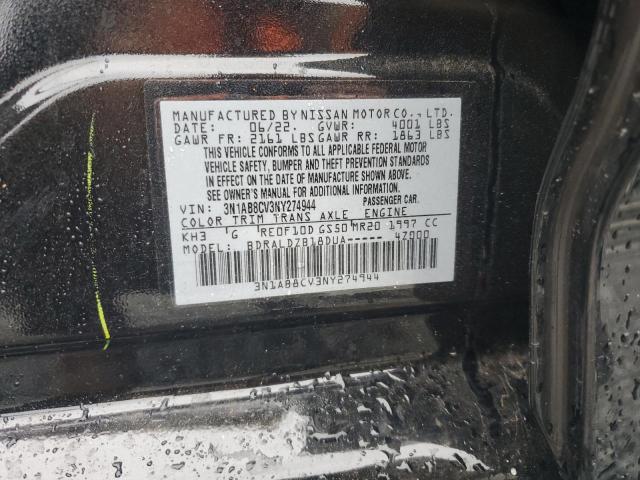 MANUFACTURED BY NISSAN MOTOR CO., LTD.
DATE: 06/22. GVWR: 4001 LBS
GAWR FR: 2161 LBS GAWR RR: 1863 LBS
THIS VEHICLE CONFORMS TO ALL APPLICABLE FEDERAL MOTOR
VEHICLE SAFETY, BUMPER AND THEFT PREVENTION STANDARDS
IN EFFECT ON THE DATE OF MANUFACTURE SHOWN ABOVE.
SEE OWNER'S MANUAL FOR ADDITIONAL INFORMATION.
VIN: 3N1AB8CV3NY274944 PASSENGER CAR.
COLOR TRIM TRANS AXLE ENGINE
KH3 G RE0F10D GS50 MR20 1997 CC
MODEL: BDRALDZB18DUA----- 4Z000
3N1AB8CV3NY274944